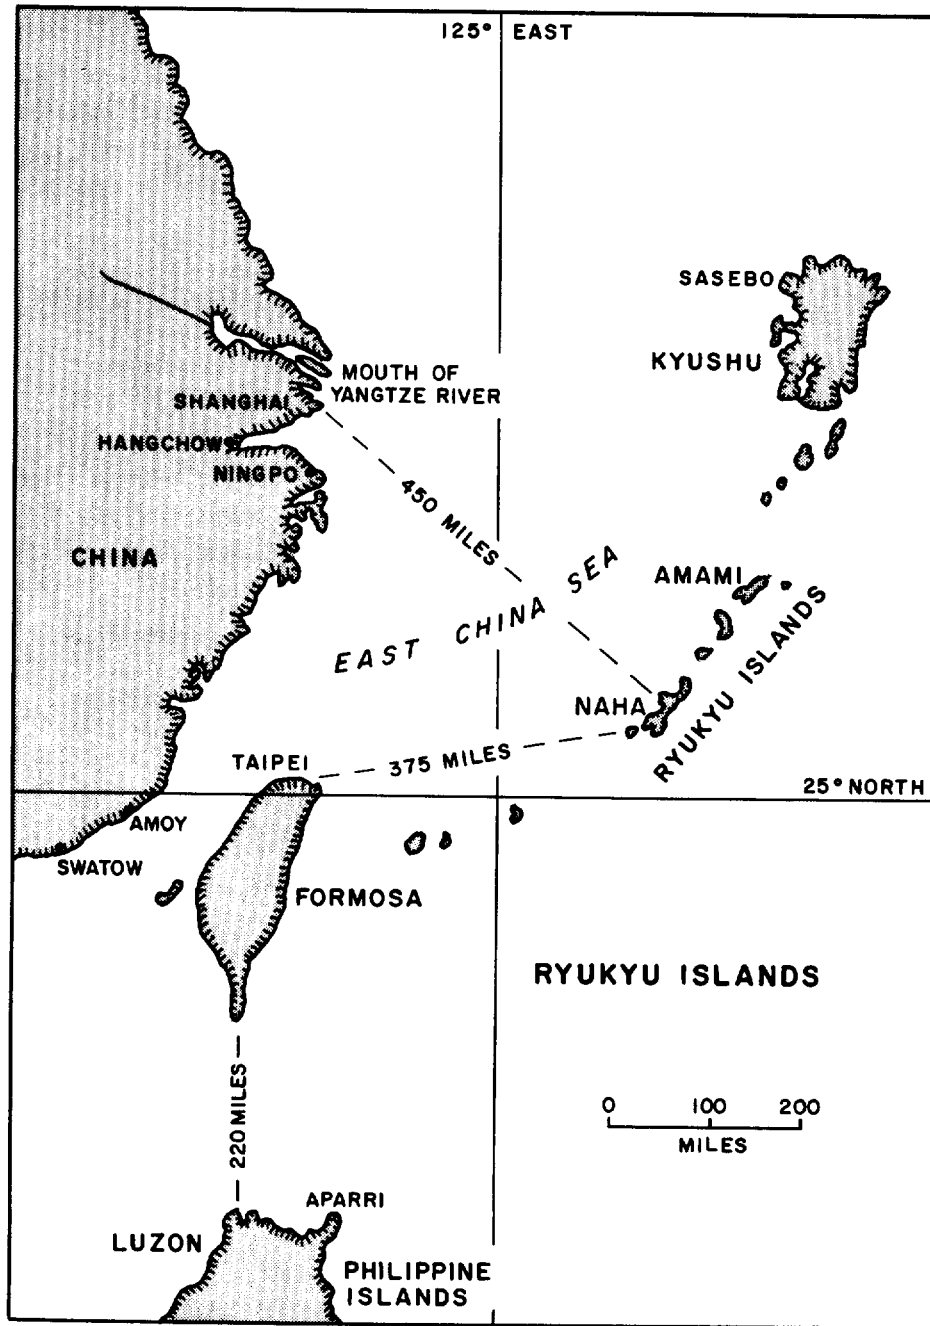 125° EAST
SASEBO
KYUSHU
MOUTH OF
YANGTZE RIVER
SHANGHAI
HANGCHOW
NINGPO
450 MILES
CHINA
EAST CHINA SEA
AMAMI
RYUKYU ISLANDS
NAHA
TAIPEI
375 MILES
25° NORTH
AMOY
SWATOW
FORMOSA
RYUKYU ISLANDS
220 MILES
0 100 200
MILES
APARRI
LUZON
PHILIPPINE
ISLANDS